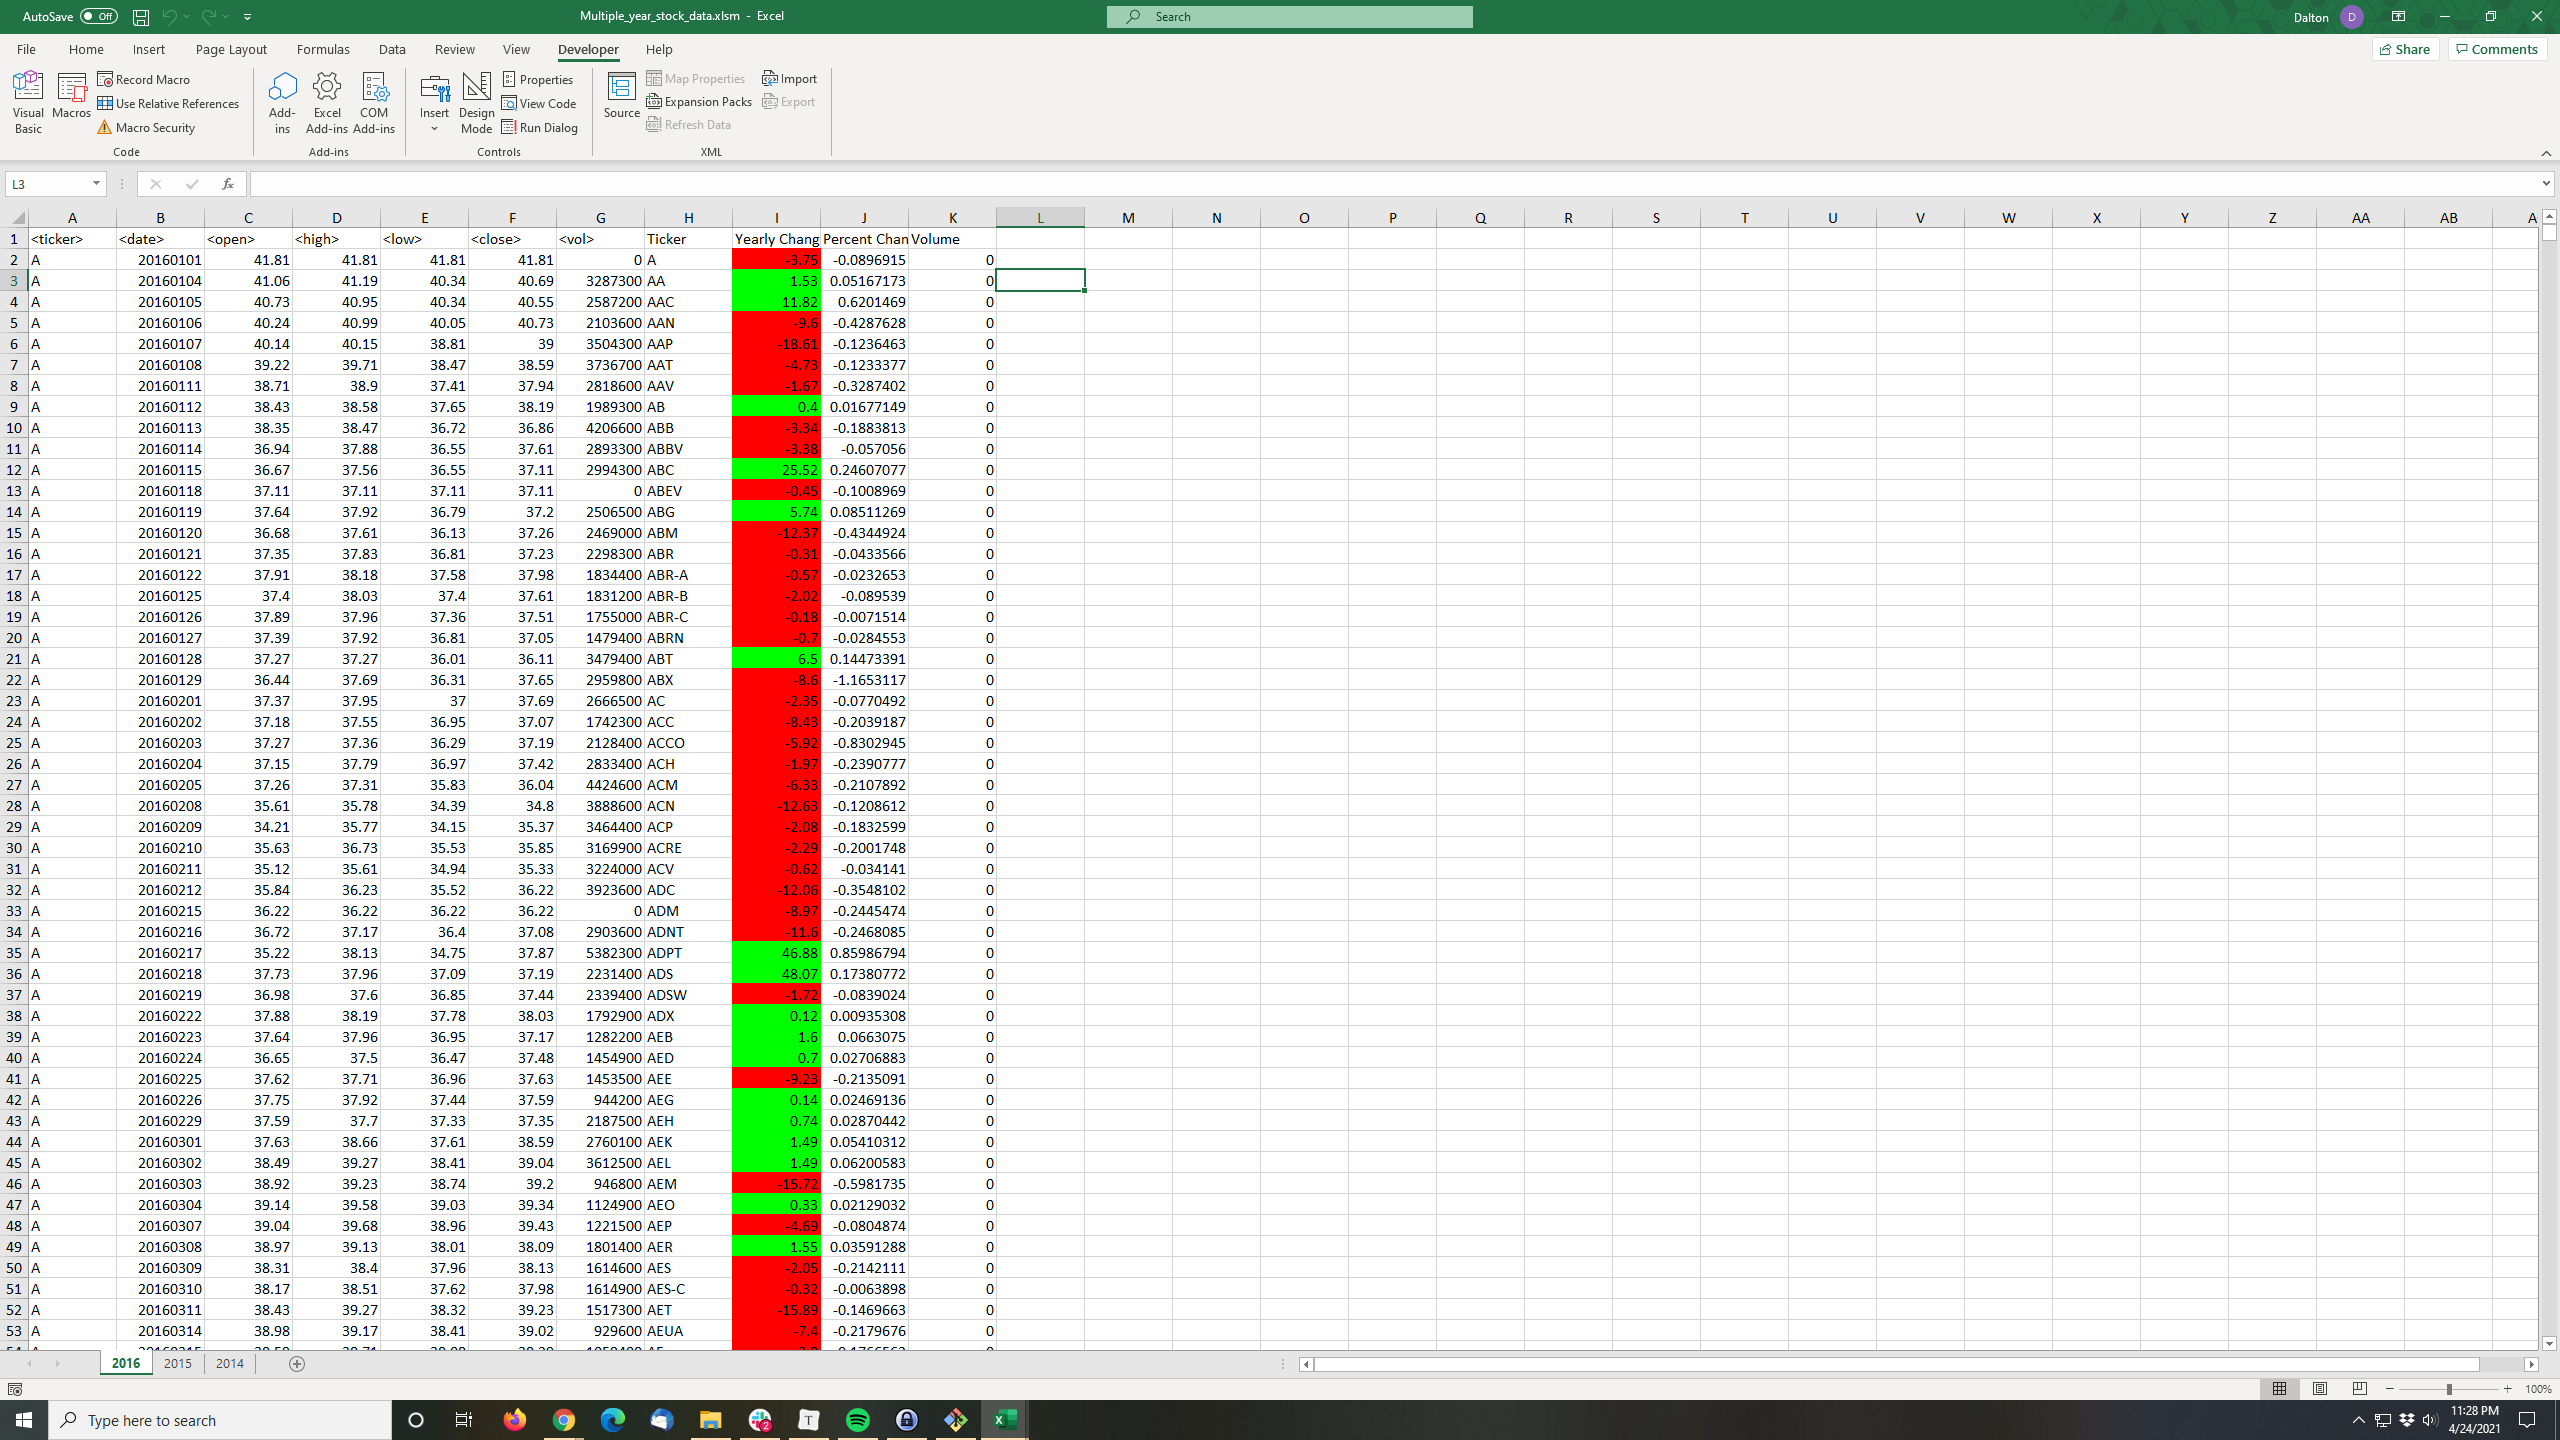 AutoSave Off
Multiple_year_stock_data.xlsm - Excel
Search
Dalton D
File Home Insert Page Layout Formulas Data Review View Developer Help
Share Comments
Visual Basic Macros Record Macro
Use Relative References
Macro Security
Add-ins Excel Add-ins COM Add-ins
Insert Design Mode Properties
View Code
Run Dialog
Source Map Properties Import
Expansion Packs Export
Refresh Data
Code Add-ins Controls XML
L3 fx
A B C D E F G H I J K L M N O P Q R S T U V W X Y Z AA AB A
1 <ticker> <date> <open> <high> <low> <close> <vol> Ticker Yearly Chang Percent Chan Volume
2 A 20160101 41.81 41.81 41.81 41.81 0 A -3.75 -0.0896915 0
3 A 20160104 41.06 41.19 40.34 40.69 3287300 AA 1.53 0.05167173 0
4 A 20160105 40.73 40.95 40.34 40.55 2587200 AAC 11.82 0.6201469 0
5 A 20160106 40.24 40.99 40.05 40.73 2103600 AAN -9.6 -0.4287628 0
6 A 20160107 40.14 40.15 38.81 39 3504300 AAP -18.61 -0.1236463 0
7 A 20160108 39.22 39.71 38.47 38.59 3736700 AAT -4.73 -0.1233377 0
8 A 20160111 38.71 38.9 37.41 37.94 2818600 AAV -1.67 -0.3287402 0
9 A 20160112 38.43 38.58 37.65 38.19 1989300 AB 0.4 0.01677149 0
10 A 20160113 38.35 38.47 36.72 36.86 4206600 ABB -3.34 -0.1883813 0
11 A 20160114 36.94 37.88 36.55 37.61 2893300 ABBV -3.38 -0.057056 0
12 A 20160115 36.67 37.56 36.55 37.11 2994300 ABC 25.52 0.24607077 0
13 A 20160118 37.11 37.11 37.11 37.11 0 ABEV -0.45 -0.1008969 0
14 A 20160119 37.64 37.92 36.79 37.2 2506500 ABG 5.74 0.08511269 0
15 A 20160120 36.68 37.61 36.13 37.26 2469000 ABM -12.37 -0.4344924 0
16 A 20160121 37.35 37.83 36.81 37.23 2298300 ABR -0.31 -0.0433566 0
17 A 20160122 37.91 38.18 37.58 37.98 1834400 ABR-A -0.57 -0.0232653 0
18 A 20160125 37.4 38.03 37.4 37.61 1831200 ABR-B -2.02 -0.089539 0
19 A 20160126 37.89 37.96 37.36 37.51 1755000 ABR-C -0.18 -0.0071514 0
20 A 20160127 37.39 37.92 36.81 37.05 1479400 ABRN -0.7 -0.0284553 0
21 A 20160128 37.27 37.27 36.01 36.11 3479400 ABT 6.5 0.14473391 0
22 A 20160129 36.44 37.69 36.31 37.65 2959800 ABX -8.6 -1.1653117 0
23 A 20160201 37.37 37.95 37 37.69 2666500 AC -2.35 -0.0770492 0
24 A 20160202 37.18 37.55 36.95 37.07 1742300 ACC -8.43 -0.2039187 0
25 A 20160203 37.27 37.36 36.29 37.19 2128400 ACCO -5.92 -0.8302945 0
26 A 20160204 37.15 37.79 36.97 37.42 2833400 ACH -1.97 -0.2390777 0
27 A 20160205 37.26 37.31 35.83 36.04 4424600 ACM -6.33 -0.2107892 0
28 A 20160208 35.61 35.78 34.39 34.8 3888600 ACN -12.63 -0.1208612 0
29 A 20160209 34.21 35.77 34.15 35.37 3464400 ACP -2.08 -0.1832599 0
30 A 20160210 35.63 36.73 35.53 35.85 3169900 ACRE -2.29 -0.2001748 0
31 A 20160211 35.12 35.61 34.94 35.33 3224000 ACV -0.62 -0.034141 0
32 A 20160212 35.84 36.23 35.52 36.22 3923600 ADC -12.06 -0.3548102 0
33 A 20160215 36.22 36.22 36.22 36.22 0 ADM -8.97 -0.2445474 0
34 A 20160216 36.72 37.17 36.4 37.08 2903600 ADNT -11.6 -0.2468085 0
35 A 20160217 35.22 38.13 34.75 37.87 5382300 ADPT 46.88 0.85986794 0
36 A 20160218 37.73 37.96 37.09 37.19 2231400 ADS 48.07 0.17380772 0
37 A 20160219 36.98 37.6 36.85 37.44 2339400 ADSW -1.72 -0.0839024 0
38 A 20160222 37.88 38.19 37.78 38.03 1792900 ADX 0.12 0.00935308 0
39 A 20160223 37.64 37.96 36.95 37.17 1282200 AEB 1.6 0.0663075 0
40 A 20160224 36.65 37.5 36.47 37.48 1454900 AED 0.7 0.02706883 0
41 A 20160225 37.62 37.71 36.96 37.63 1453500 AEE -9.23 -0.2135091 0
42 A 20160226 37.75 37.92 37.44 37.59 944200 AEG 0.14 0.02469136 0
43 A 20160229 37.59 37.7 37.33 37.35 2187500 AEH 0.74 0.02870442 0
44 A 20160301 37.63 38.66 37.61 38.59 2760100 AEK 1.49 0.05410312 0
45 A 20160302 38.49 39.27 38.41 39.04 3612500 AEL 1.49 0.06200583 0
46 A 20160303 38.92 39.23 38.74 39.2 946800 AEM -15.72 -0.5981735 0
47 A 20160304 39.14 39.58 39.03 39.34 1124900 AEO 0.33 0.02129032 0
48 A 20160307 39.04 39.68 38.96 39.43 1221500 AEP -4.69 -0.0804874 0
49 A 20160308 38.97 39.13 38.01 38.09 1801400 AER 1.55 0.03591288 0
50 A 20160309 38.31 38.4 37.96 38.13 1614600 AES -2.05 -0.2142111 0
51 A 20160310 38.17 38.51 37.62 37.98 1614900 AES-C -0.32 -0.0063898 0
52 A 20160311 38.43 39.27 38.32 39.23 1517300 AET -15.89 -0.1469663 0
53 A 20160314 38.98 39.17 38.41 39.02 929600 AEUA -7.4 -0.2179676 0
2016 2015 2014
100%
Type here to search
11:28 PM
4/24/2021